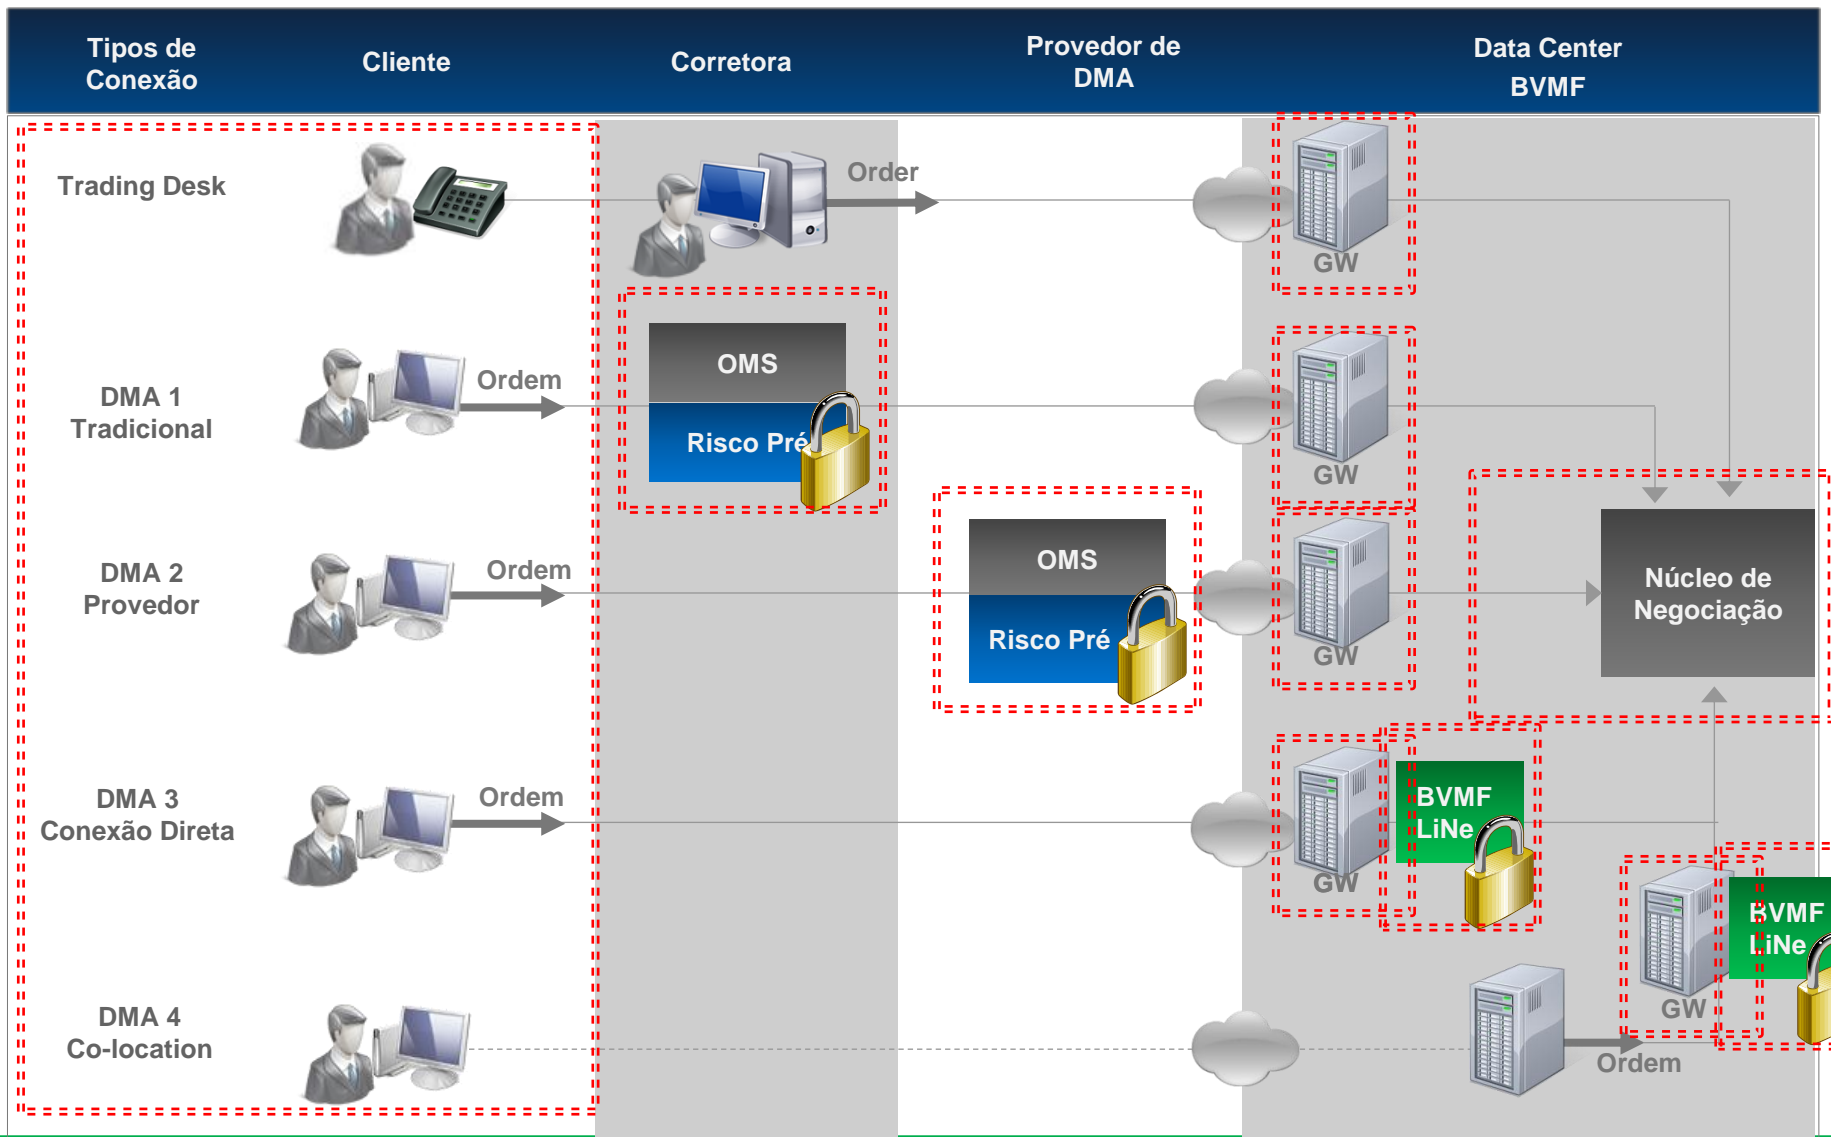 Tipos de
Conexão
Cliente
Corretora
Provedor de
DMA
Data Center
BVMF
Trading Desk
Order
GW
DMA 1
Tradicional
Ordem
OMS
Risco Pré
GW
DMA 2
Provedor
Ordem
OMS
Risco Pré
GW
Núcleo de
Negociação
DMA 3
Conexão Direta
Ordem
GW
BVMF
LiNe
DMA 4
Co-location
Ordem
GW
BVMF
LiNe